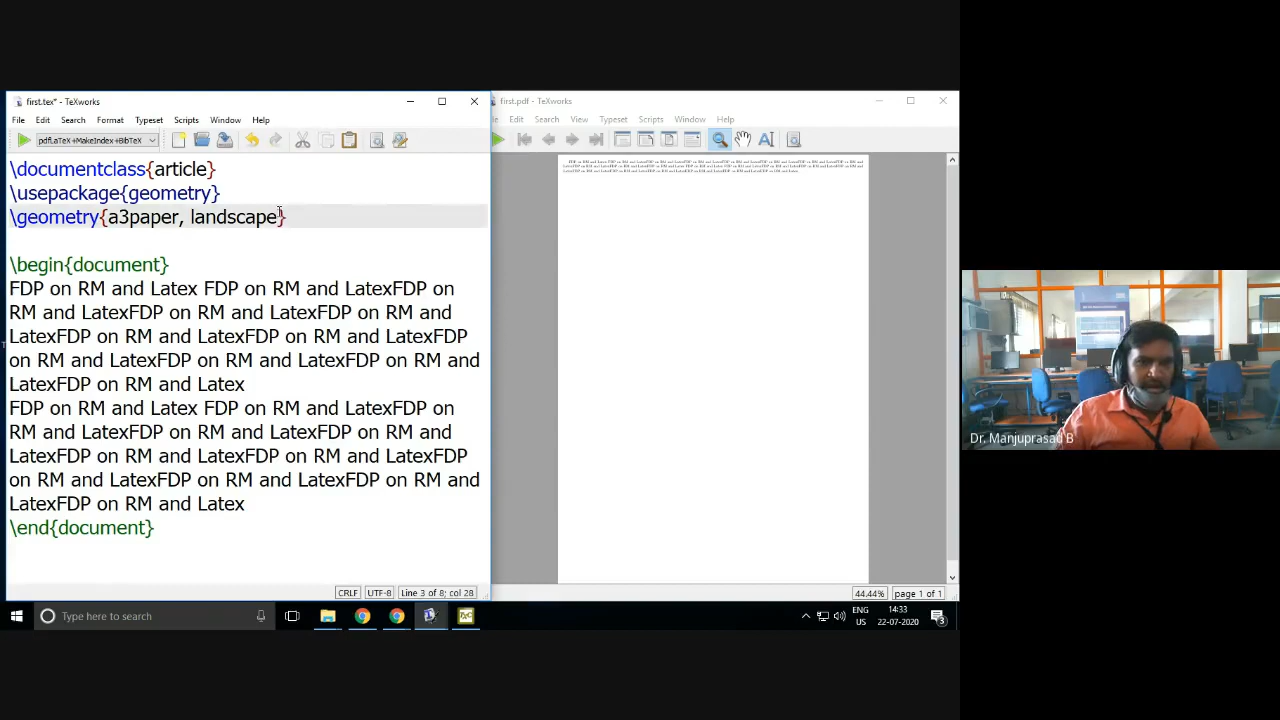 first.tex* - TeXworks
File Edit Search Format Typeset Scripts Window Help
pdfLaTeX+MakeIndex+BibTeX
\documentclass{article}
\usepackage{geometry}
\geometry{a3paper, landscape}
\begin{document}
FDP on RM and Latex FDP on RM and LatexFDP on
RM and LatexFDP on RM and LatexFDP on RM and
LatexFDP on RM and LatexFDP on RM and LatexFDP
on RM and LatexFDP on RM and LatexFDP on RM and
LatexFDP on RM and Latex
FDP on RM and Latex FDP on RM and LatexFDP on
RM and LatexFDP on RM and LatexFDP on RM and
LatexFDP on RM and LatexFDP on RM and LatexFDP
on RM and LatexFDP on RM and LatexFDP on RM and
LatexFDP on RM and Latex
\end{document}
CRLF UTF-8 Line 3 of 8; col 28
first.pdf - TeXworks
Edit Search View Typeset Scripts Window Help
44.44% page 1 of 1
Dr. Manjuprasad B
Type here to search
ENG
US
14:33
22-07-2020
3